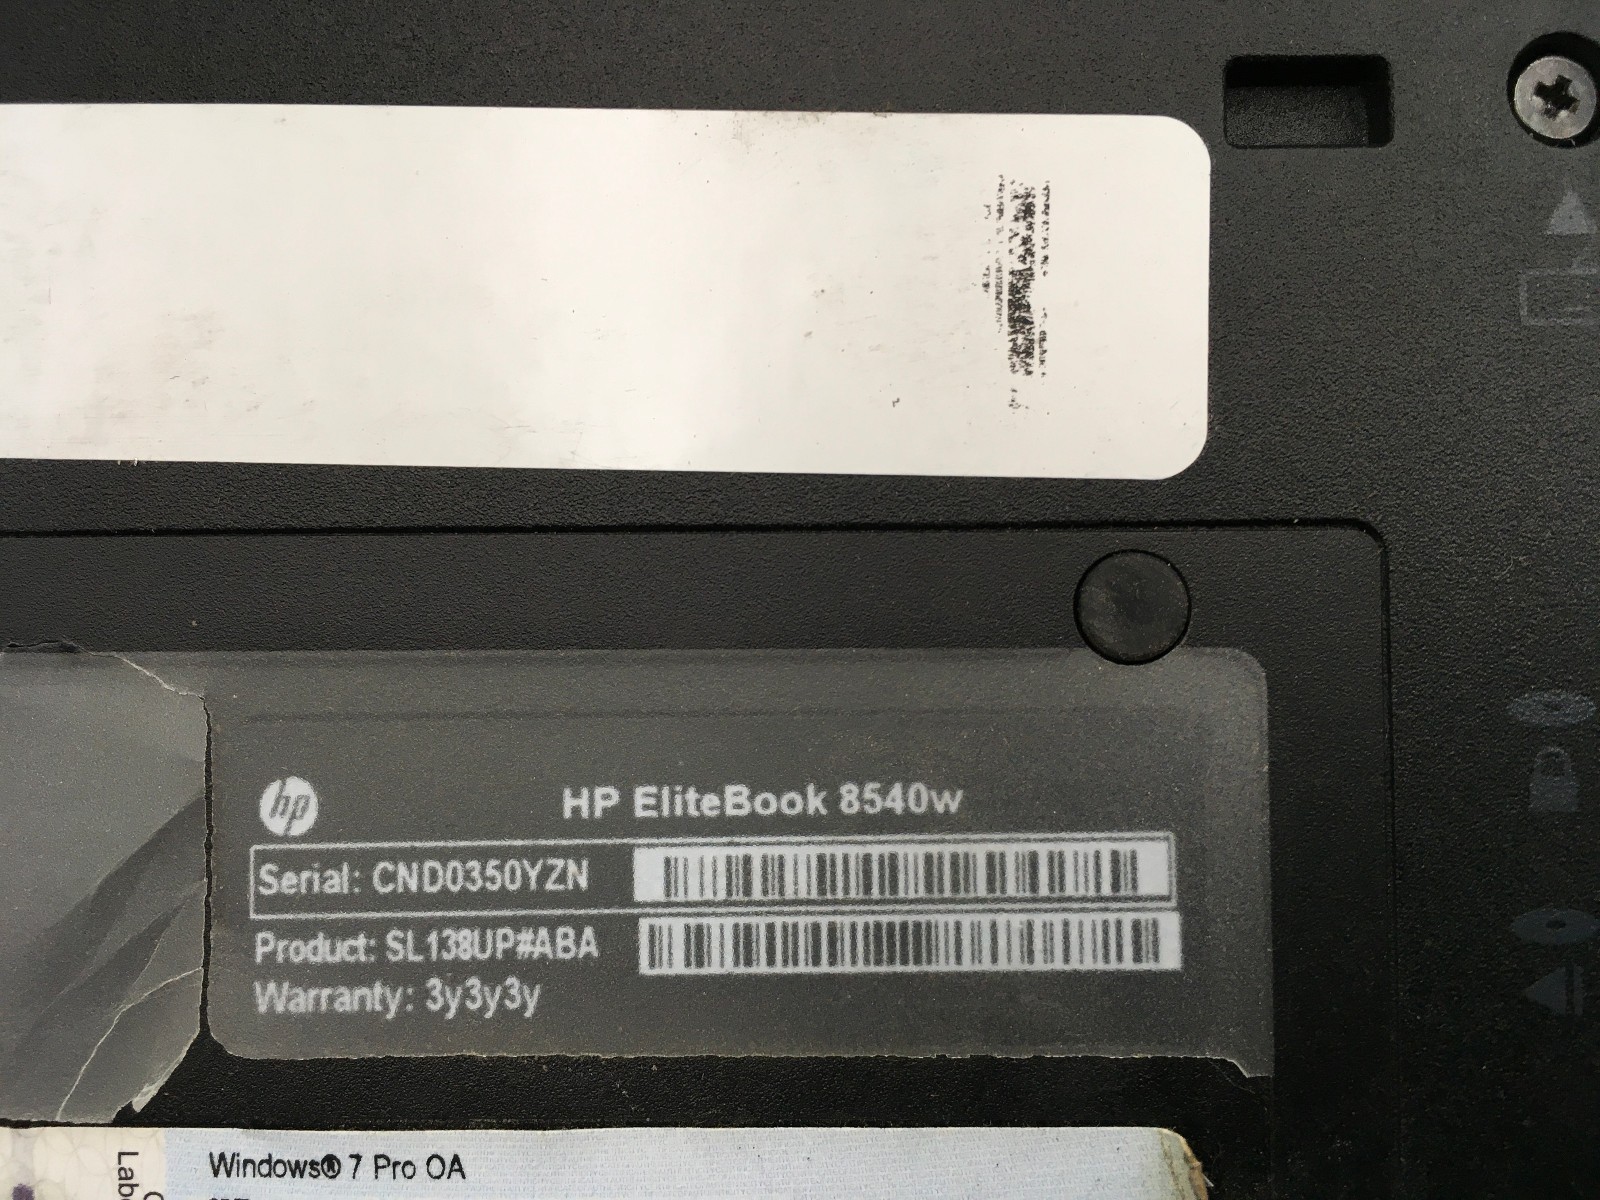 hp
HP EliteBook 8540w
Serial: CND0350YZN
Product: SL138UP#ABA
Warranty: 3y3y3y
Windows® 7 Pro OA